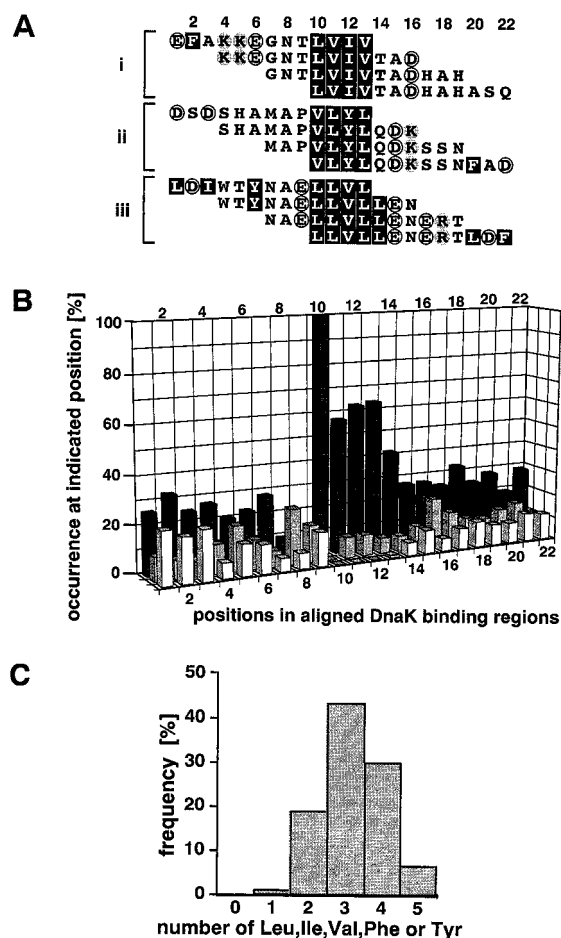 A
2 4 6 8 10 12 14 16 18 20 22
i
EFAKKEGNTLVIV
KKEGNTLVIVTAD
GNTLVIVTADHAH
LVIVTADHAHASQ
ii
DSDSHAMAPVLYL
SHAMAPVLYLQDK
MAPVLYLQDKSSN
VLYLQDKSSNFAD
iii
LDIWTYNAELLVL
WTYNAELLVLLEN
NAELLVLLENERT
LLVLLENERTLDF
B
occurrence at indicated position [%]
2 4 6 8 10 12 14 16 18 20 22
100
80
60
40
20
0
2 4 6 8 10 12 14 16 18 20 22
positions in aligned DnaK binding regions
C
frequency [%]
50
40
30
20
10
0
0 1 2 3 4 5
number of Leu,Ile,Val,Phe or Tyr